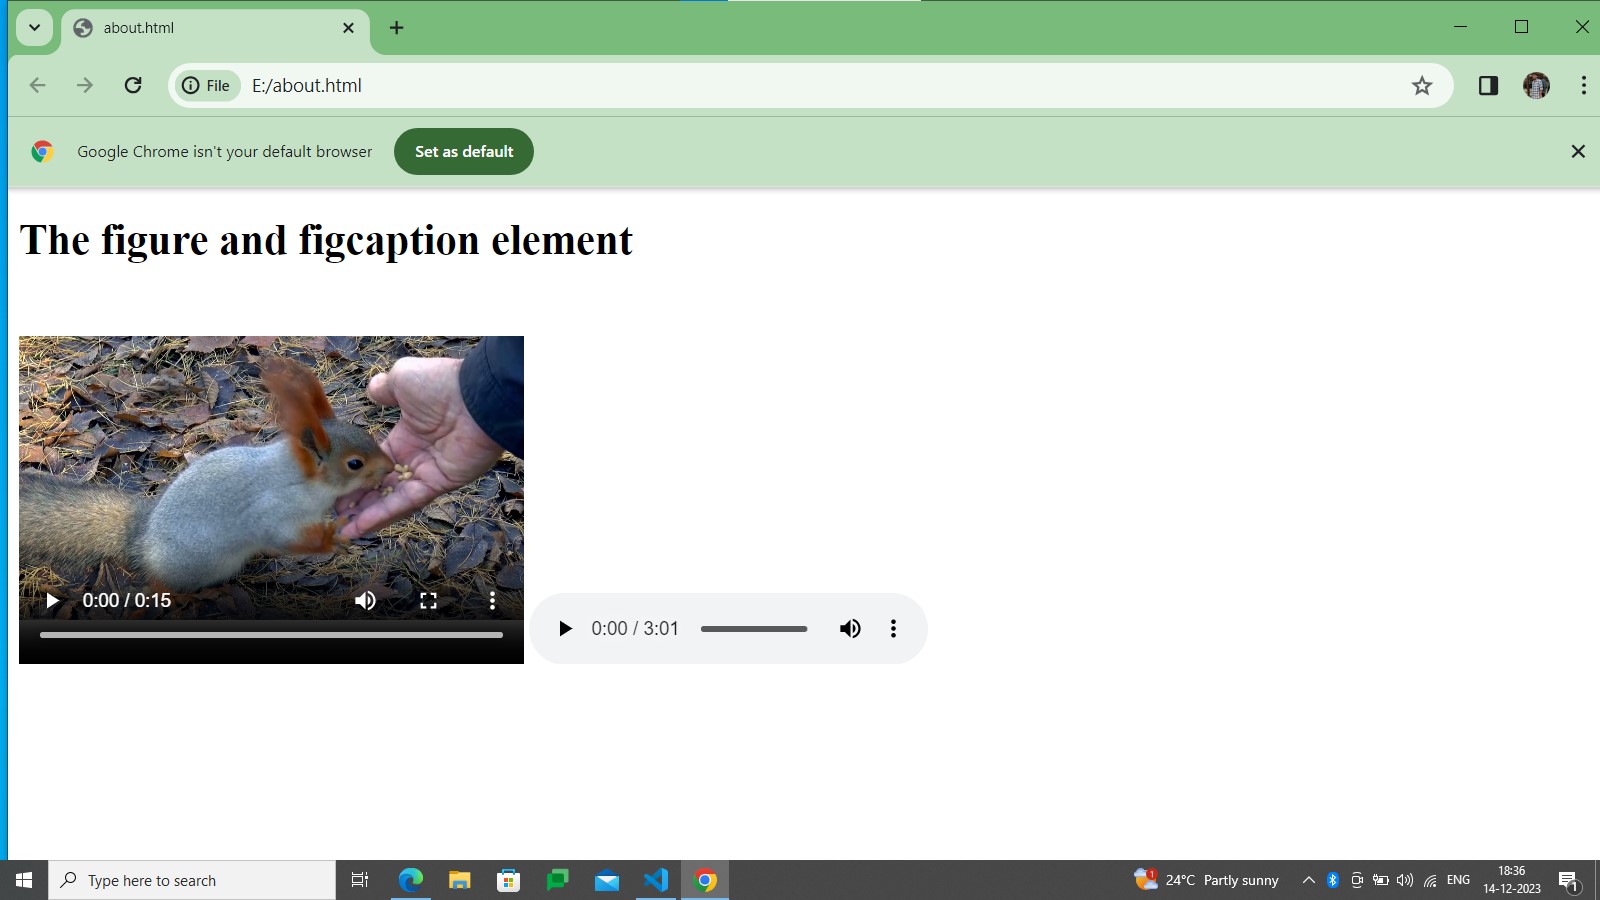 about.html
File E:/about.html
Google Chrome isn't your default browser Set as default
The figure and figcaption element
0:00 / 0:15
0:00 / 3:01
Type here to search
1
24°C Partly sunny
ENG
18:36
14-12-2023
1